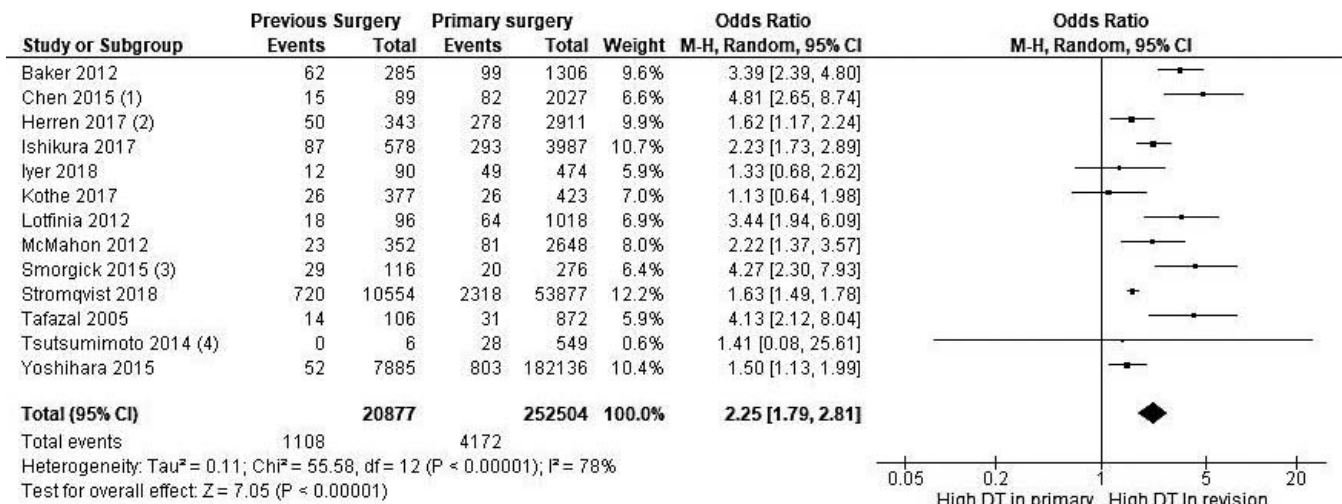 Previous Surgery Primary surgery Odds Ratio Odds Ratio
Study or Subgroup Events Total Events Total Weight M-H, Random, 95% CI M-H, Random, 95% CI
Baker 2012 62 285 99 1306 9.6% 3.39 [2.39, 4.80]
Chen 2015 (1) 15 89 82 2027 6.6% 4.81 [2.65, 8.74]
Herren 2017 (2) 50 343 278 2911 9.9% 1.62 [1.17, 2.24]
Ishikura 2017 87 578 293 3987 10.7% 2.23 [1.73, 2.89]
Iyer 2018 12 90 49 474 5.9% 1.33 [0.68, 2.62]
Kothe 2017 26 377 26 423 7.0% 1.13 [0.64, 1.98]
Lotfinia 2012 18 96 64 1018 6.9% 3.44 [1.94, 6.09]
McMahon 2012 23 352 81 2648 8.0% 2.22 [1.37, 3.57]
Smorgick 2015 (3) 29 116 20 276 6.4% 4.27 [2.30, 7.93]
Stromqvist 2018 720 10554 2318 53877 12.2% 1.63 [1.49, 1.78]
Tafazal 2005 14 106 31 872 5.9% 4.13 [2.12, 8.04]
Tsutsumimoto 2014 (4) 0 6 28 549 0.6% 1.41 [0.08, 25.61]
Yoshihara 2015 52 7885 803 182136 10.4% 1.50 [1.13, 1.99]
Total (95% CI) 20877 252504 100.0% 2.25 [1.79, 2.81]
Total events 1108 4172
Heterogeneity: Tau² = 0.11; Chi² = 55.58, df = 12 (P < 0.00001); I² = 78%
Test for overall effect: Z = 7.05 (P < 0.00001)
0.05 0.2 1 5 20
High DT in primary High DT In revision